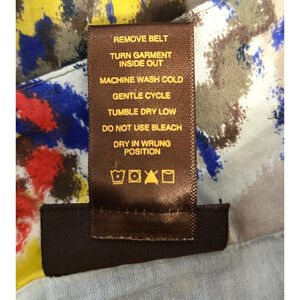 REMOVE BELT
TURN GARMENT
INSIDE OUT
MACHINE WASH COLD
GENTLE CYCLE
TUMBLE DRY LOW
DO NOT USE BLEACH
DRY IN WRUNG
POSITION